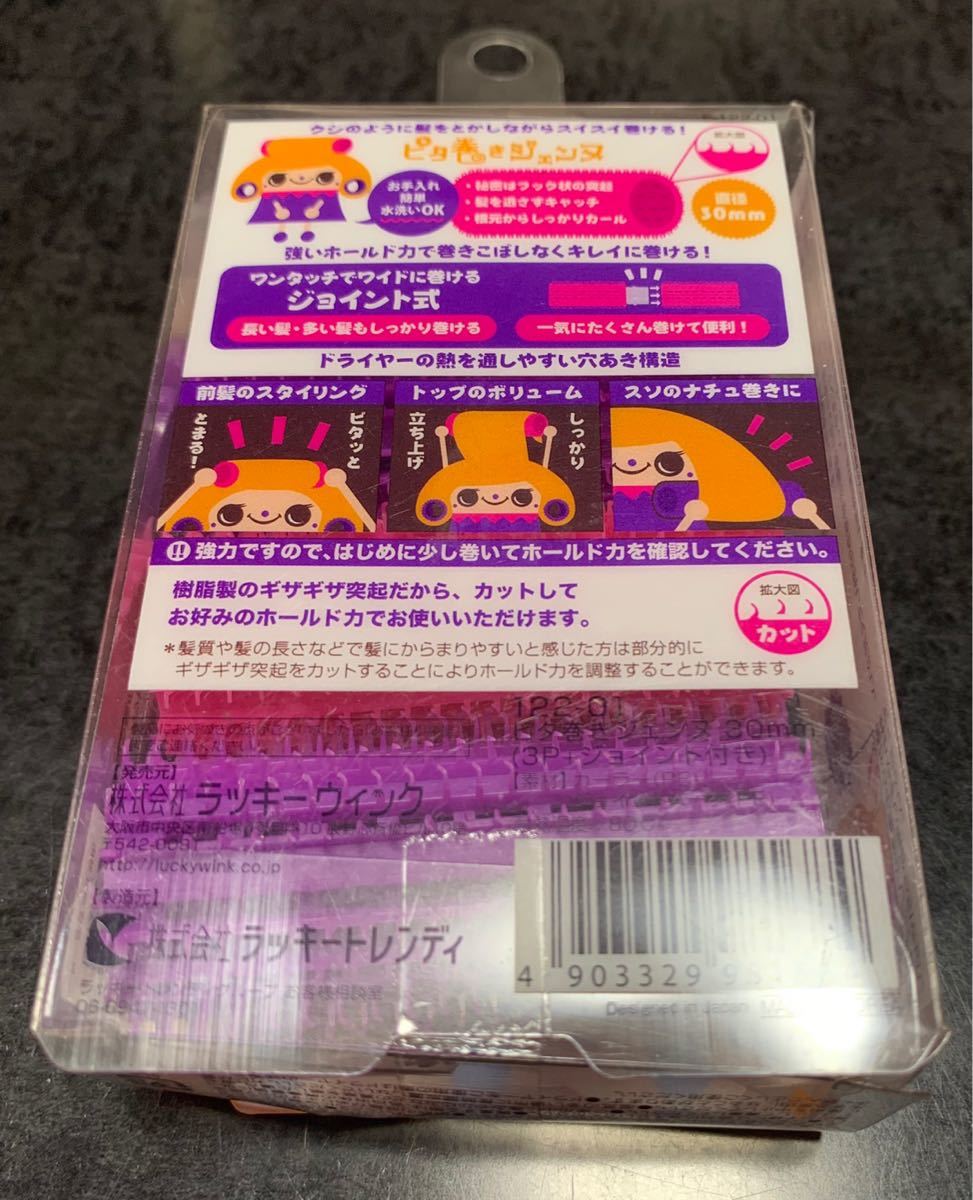 クシのように髪をとかしながらスイスイ巻ける!
ピタ巻きジェンヌ
拡大図
お手入れ
簡単
水洗いOK
・秘密はフック状の突起
・髪を逃さずキャッチ
・根元からしっかりカール
直径
30mm
強いホールド力で巻きこぼしなくキレイに巻ける!
ワンタッチでワイドに巻ける
ジョイント式
長い髪・多い髪もしっかり巻ける
一気にたくさん巻けて便利!
ドライヤーの熱を通しやすい穴あき構造
前髪のスタイリング
ピタッと
とまる!
トップのボリューム
しっかり
立ち上げ
スソのナチュ巻きに
!! 強力ですので、はじめに少し巻いてホールド力を確認してください。
樹脂製のギザギザ突起だから、カットして
お好みのホールド力でお使いいただけます。
拡大図
カット
*髪質や髪の長さなどで髪にからまりやすいと感じた方は部分的に
ギザギザ突起をカットすることによりホールド力を調整することができます。
122-01
ピタ巻きジェンヌ 30mm
(3P+ジョイント付き)
【発売元】
株式会社 ラッキーウィンク
大阪市中央区南船場
〒542-0081
http://luckywink.co.jp
【製造元】
株式会社 ラッキートレンディ
お客様相談室
4 903329
Designed in Japan